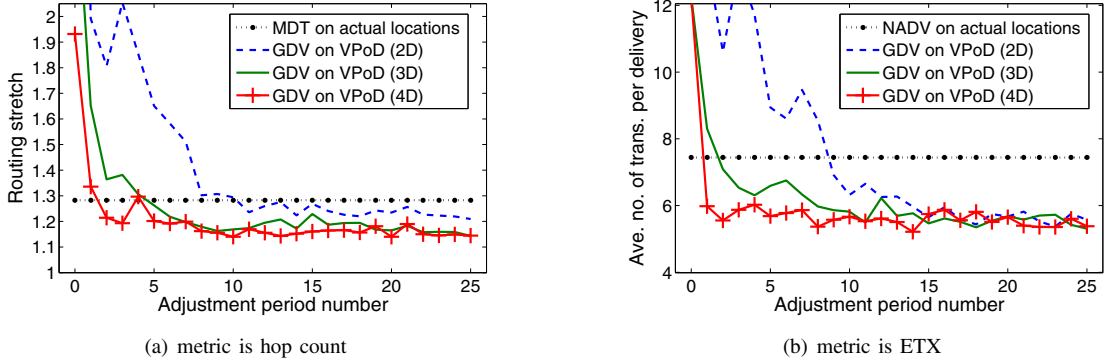 2
1.9
1.8
1.7
1.6
1.5
1.4
1.3
1.2
1.1
1
Routing stretch
MDT on actual locations
GDV on VPoD (2D)
GDV on VPoD (3D)
GDV on VPoD (4D)
0 5 10 15 20 25
Adjustment period number
(a) metric is hop count
12
10
8
6
4
Ave. no. of trans. per delivery
NADV on actual locations
GDV on VPoD (2D)
GDV on VPoD (3D)
GDV on VPoD (4D)
0 5 10 15 20 25
Adjustment period number
(b) metric is ETX